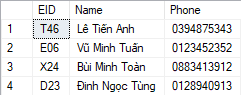 EID Name Phone
1 T46 Lê Tiến Anh 0394875343
2 E06 Vũ Minh Tuấn 0123452352
3 X24 Bùi Minh Toàn 0883413912
4 D23 Đinh Ngọc Tùng 0128940913